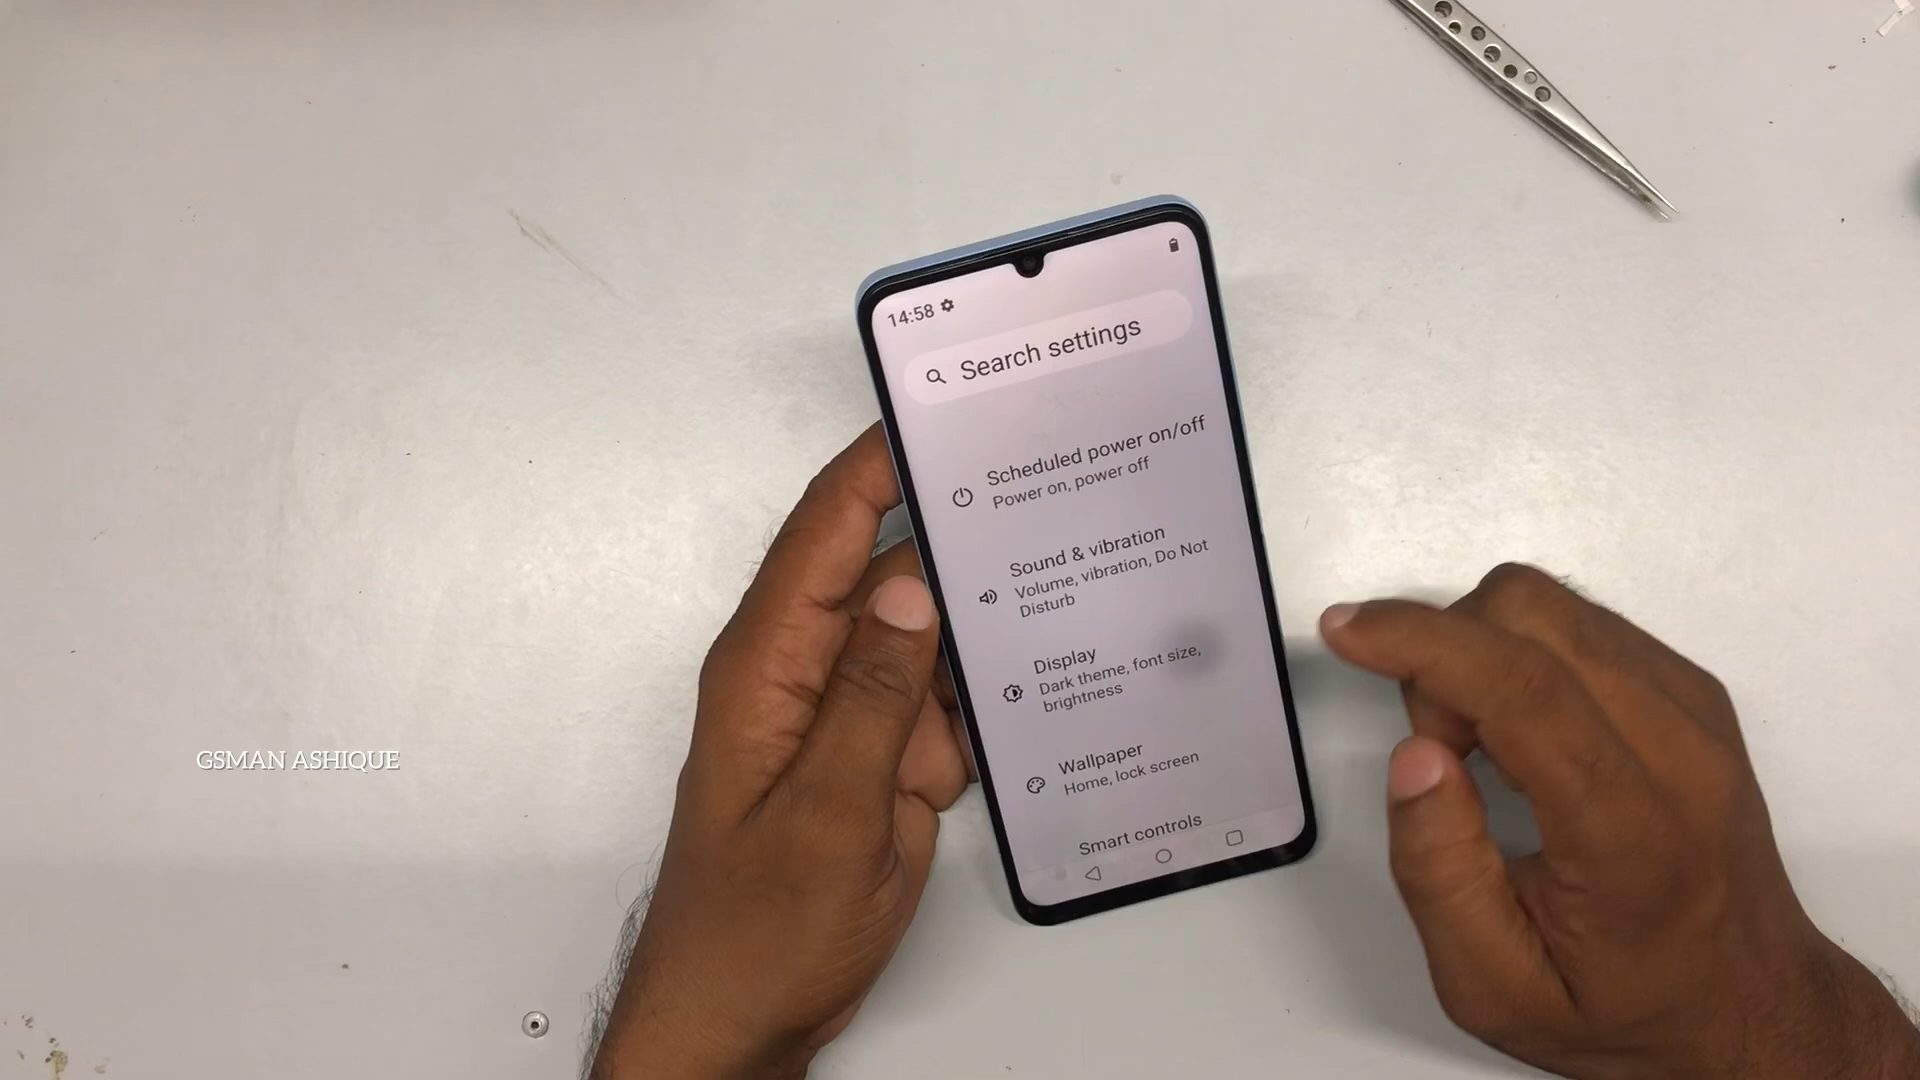 14:58
Search settings
Scheduled power on/off
Power on, power off
Sound & vibration
Volume, vibration, Do Not
Disturb
Display
Dark theme, font size,
brightness
Wallpaper
Home, lock screen
Smart controls
GSMAN ASHIQUE